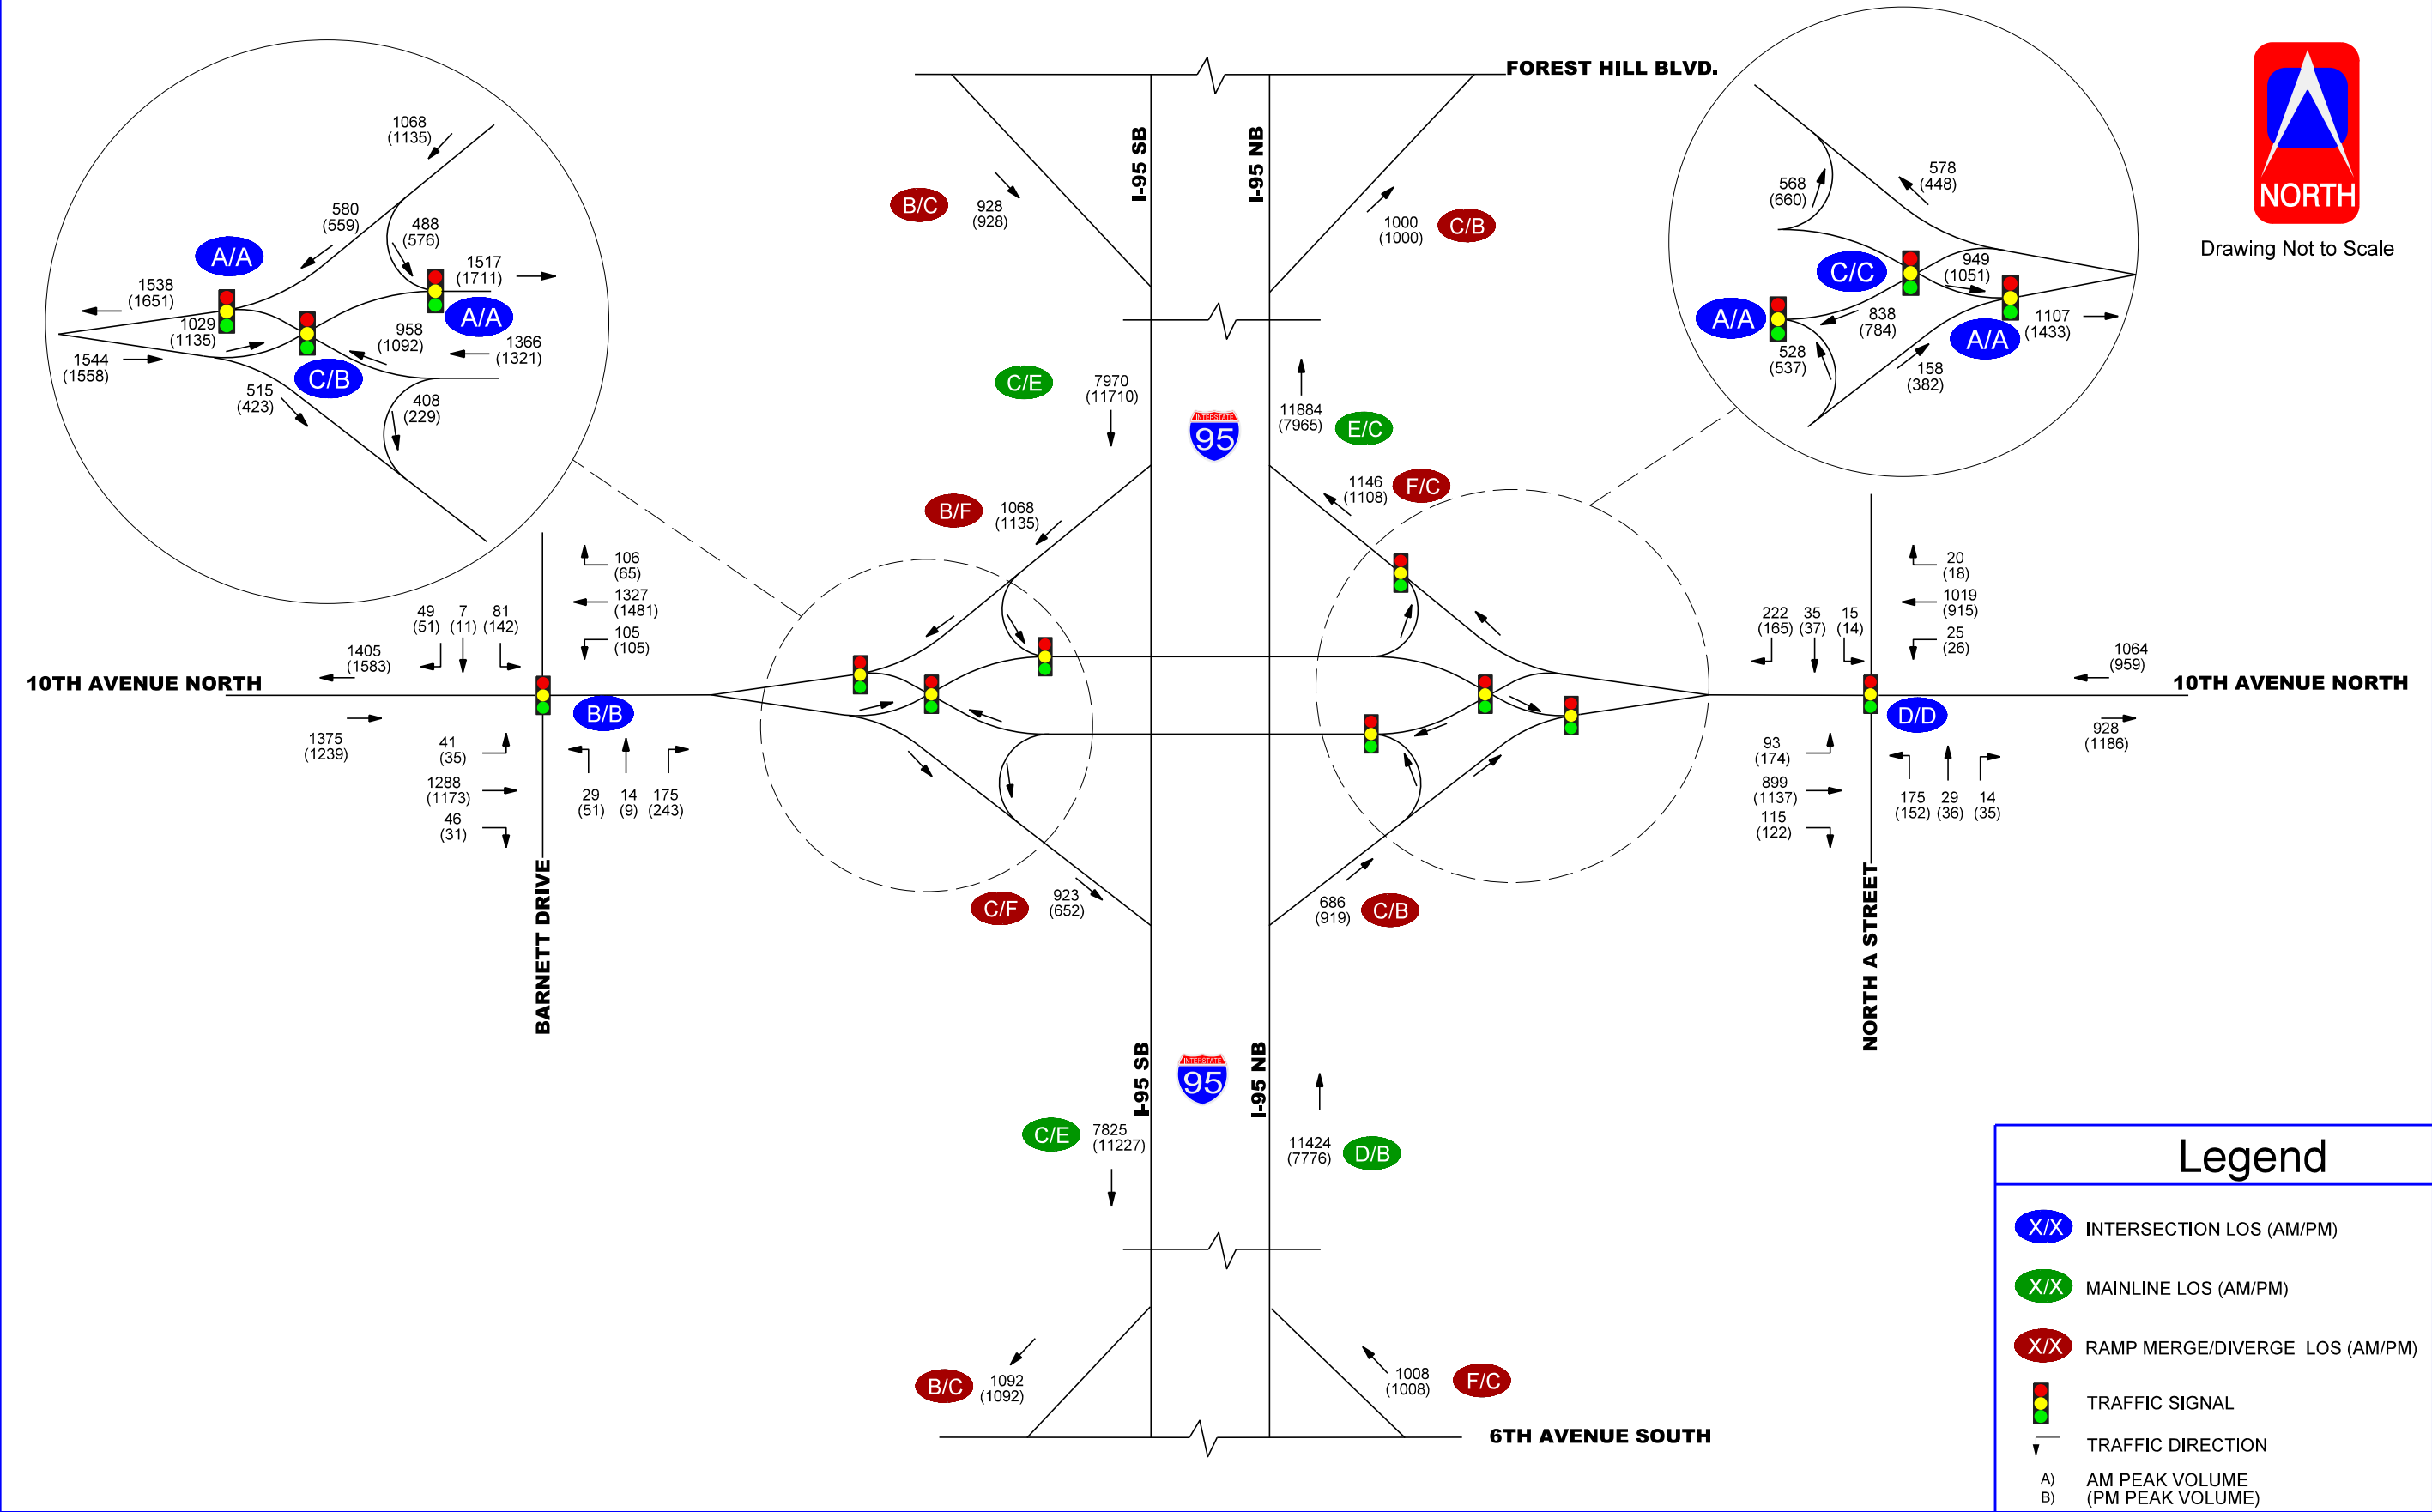 FOREST HILL BLVD.
NORTH
Drawing Not to Scale
I-95 SB
I-95 NB
B/C
928
(928)
1000
(1000)
C/B
1068
(1135)
580
(559)
488
(576)
A/A
1517
(1711)
1538
(1651)
A/A
1029
(1135)
958
(1092)
1366
(1321)
1544
(1558)
C/B
515
(423)
408
(229)
568
(660)
578
(448)
C/C
949
(1051)
A/A
838
(784)
1107
(1433)
A/A
528
(537)
158
(382)
C/E
7970
(11710)
INTERSTATE
95
11884
(7965)
E/C
B/F
1068
(1135)
1146
(1108)
F/C
106
(65)
1327
(1481)
105
(105)
49
(51)
7
(11)
81
(142)
1405
(1583)
10TH AVENUE NORTH
B/B
1375
(1239)
41
(35)
1288
(1173)
46
(31)
29
(51)
14
(9)
175
(243)
BARNETT DRIVE
20
(18)
1019
(915)
25
(26)
222
(165)
35
(37)
15
(14)
1064
(959)
10TH AVENUE NORTH
D/D
928
(1186)
93
(174)
899
(1137)
115
(122)
175
(152)
29
(36)
14
(35)
NORTH A STREET
C/F
923
(652)
686
(919)
C/B
I-95 SB
I-95 NB
INTERSTATE
95
C/E
7825
(11227)
11424
(7776)
D/B
B/C
1092
(1092)
1008
(1008)
F/C
6TH AVENUE SOUTH
Legend
X/X INTERSECTION LOS (AM/PM)
X/X MAINLINE LOS (AM/PM)
X/X RAMP MERGE/DIVERGE LOS (AM/PM)
TRAFFIC SIGNAL
TRAFFIC DIRECTION
A) AM PEAK VOLUME
B) (PM PEAK VOLUME)